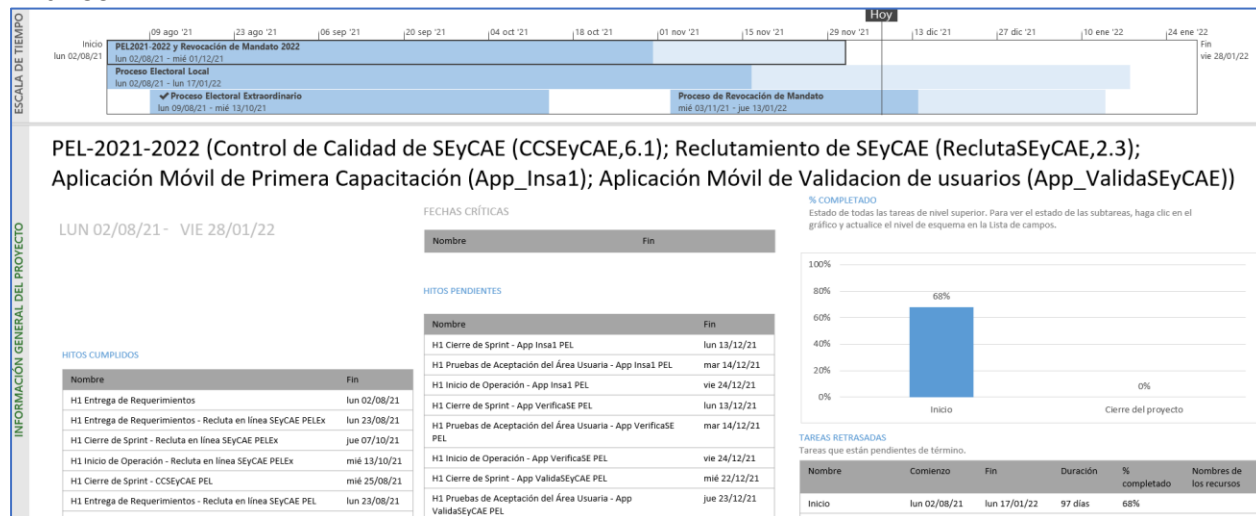 ESCALA DE TIEMPO
Hoy
09 ago '21 23 ago '21 06 sep '21 20 sep '21 04 oct '21 18 oct '21 01 nov '21 15 nov '21 29 nov '21 13 dic '21 27 dic '21 10 ene '22 24 ene '22
Inicio
lun 02/08/21
PEL2021-2022 y Revocación de Mandato 2022
lun 02/08/21 - mié 01/12/21
Proceso Electoral Local
lun 02/08/21 - lun 17/01/22
✔Proceso Electoral Extraordinario
lun 09/08/21 - mié 13/10/21
Proceso de Revocación de Mandato
mié 03/11/21 - jue 13/01/22
Fin
vie 28/01/22
INFORMACIÓN GENERAL DEL PROYECTO
PEL-2021-2022 (Control de Calidad de SEyCAE (CCSEyCAE,6.1); Reclutamiento de SEyCAE (ReclutaSEyCAE,2.3);
Aplicación Móvil de Primera Capacitación (App_Insa1); Aplicación Móvil de Validacion de usuarios (App_ValidaSEyCAE))
LUN 02/08/21 - VIE 28/01/22
HITOS CUMPLIDOS
Nombre Fin
H1 Entrega de Requerimientos lun 02/08/21
H1 Entrega de Requerimientos - Recluta en línea SEyCAE PELEx lun 23/08/21
H1 Cierre de Sprint - Recluta en línea SEyCAE PELEx jue 07/10/21
H1 Inicio de Operación - Recluta en línea SEyCAE PELEx mié 13/10/21
H1 Cierre de Sprint - CCSEyCAE PEL mié 25/08/21
H1 Entrega de Requerimientos - Recluta en línea SEyCAE PEL lun 23/08/21
FECHAS CRÍTICAS
Nombre Fin
HITOS PENDIENTES
Nombre Fin
H1 Cierre de Sprint - App Insa1 PEL lun 13/12/21
H1 Pruebas de Aceptación del Área Usuaria - App Insa1 PEL mar 14/12/21
H1 Inicio de Operación - App Insa1 PEL vie 24/12/21
H1 Cierre de Sprint - App VerificaSE PEL lun 13/12/21
H1 Pruebas de Aceptación del Área Usuaria - App VerificaSE mar 14/12/21
PEL
H1 Inicio de Operación - App VerificaSE PEL vie 24/12/21
H1 Cierre de Sprint - App ValidaSEyCAE PEL mié 22/12/21
H1 Pruebas de Aceptación del Área Usuaria - App jue 23/12/21
ValidaSEyCAE PEL
% COMPLETADO
Estado de todas las tareas de nivel superior. Para ver el estado de las subtareas, haga clic en el
gráfico y actualice el nivel de esquema en la Lista de campos.
100%
80%
60%
40%
20%
0%
68%
0%
Inicio Cierre del proyecto
TAREAS RETRASADAS
Tareas que están pendientes de término.
Nombre Comienzo Fin Duración % Nombres de
completado los recursos
Inicio lun 02/08/21 lun 17/01/22 97 días 68%